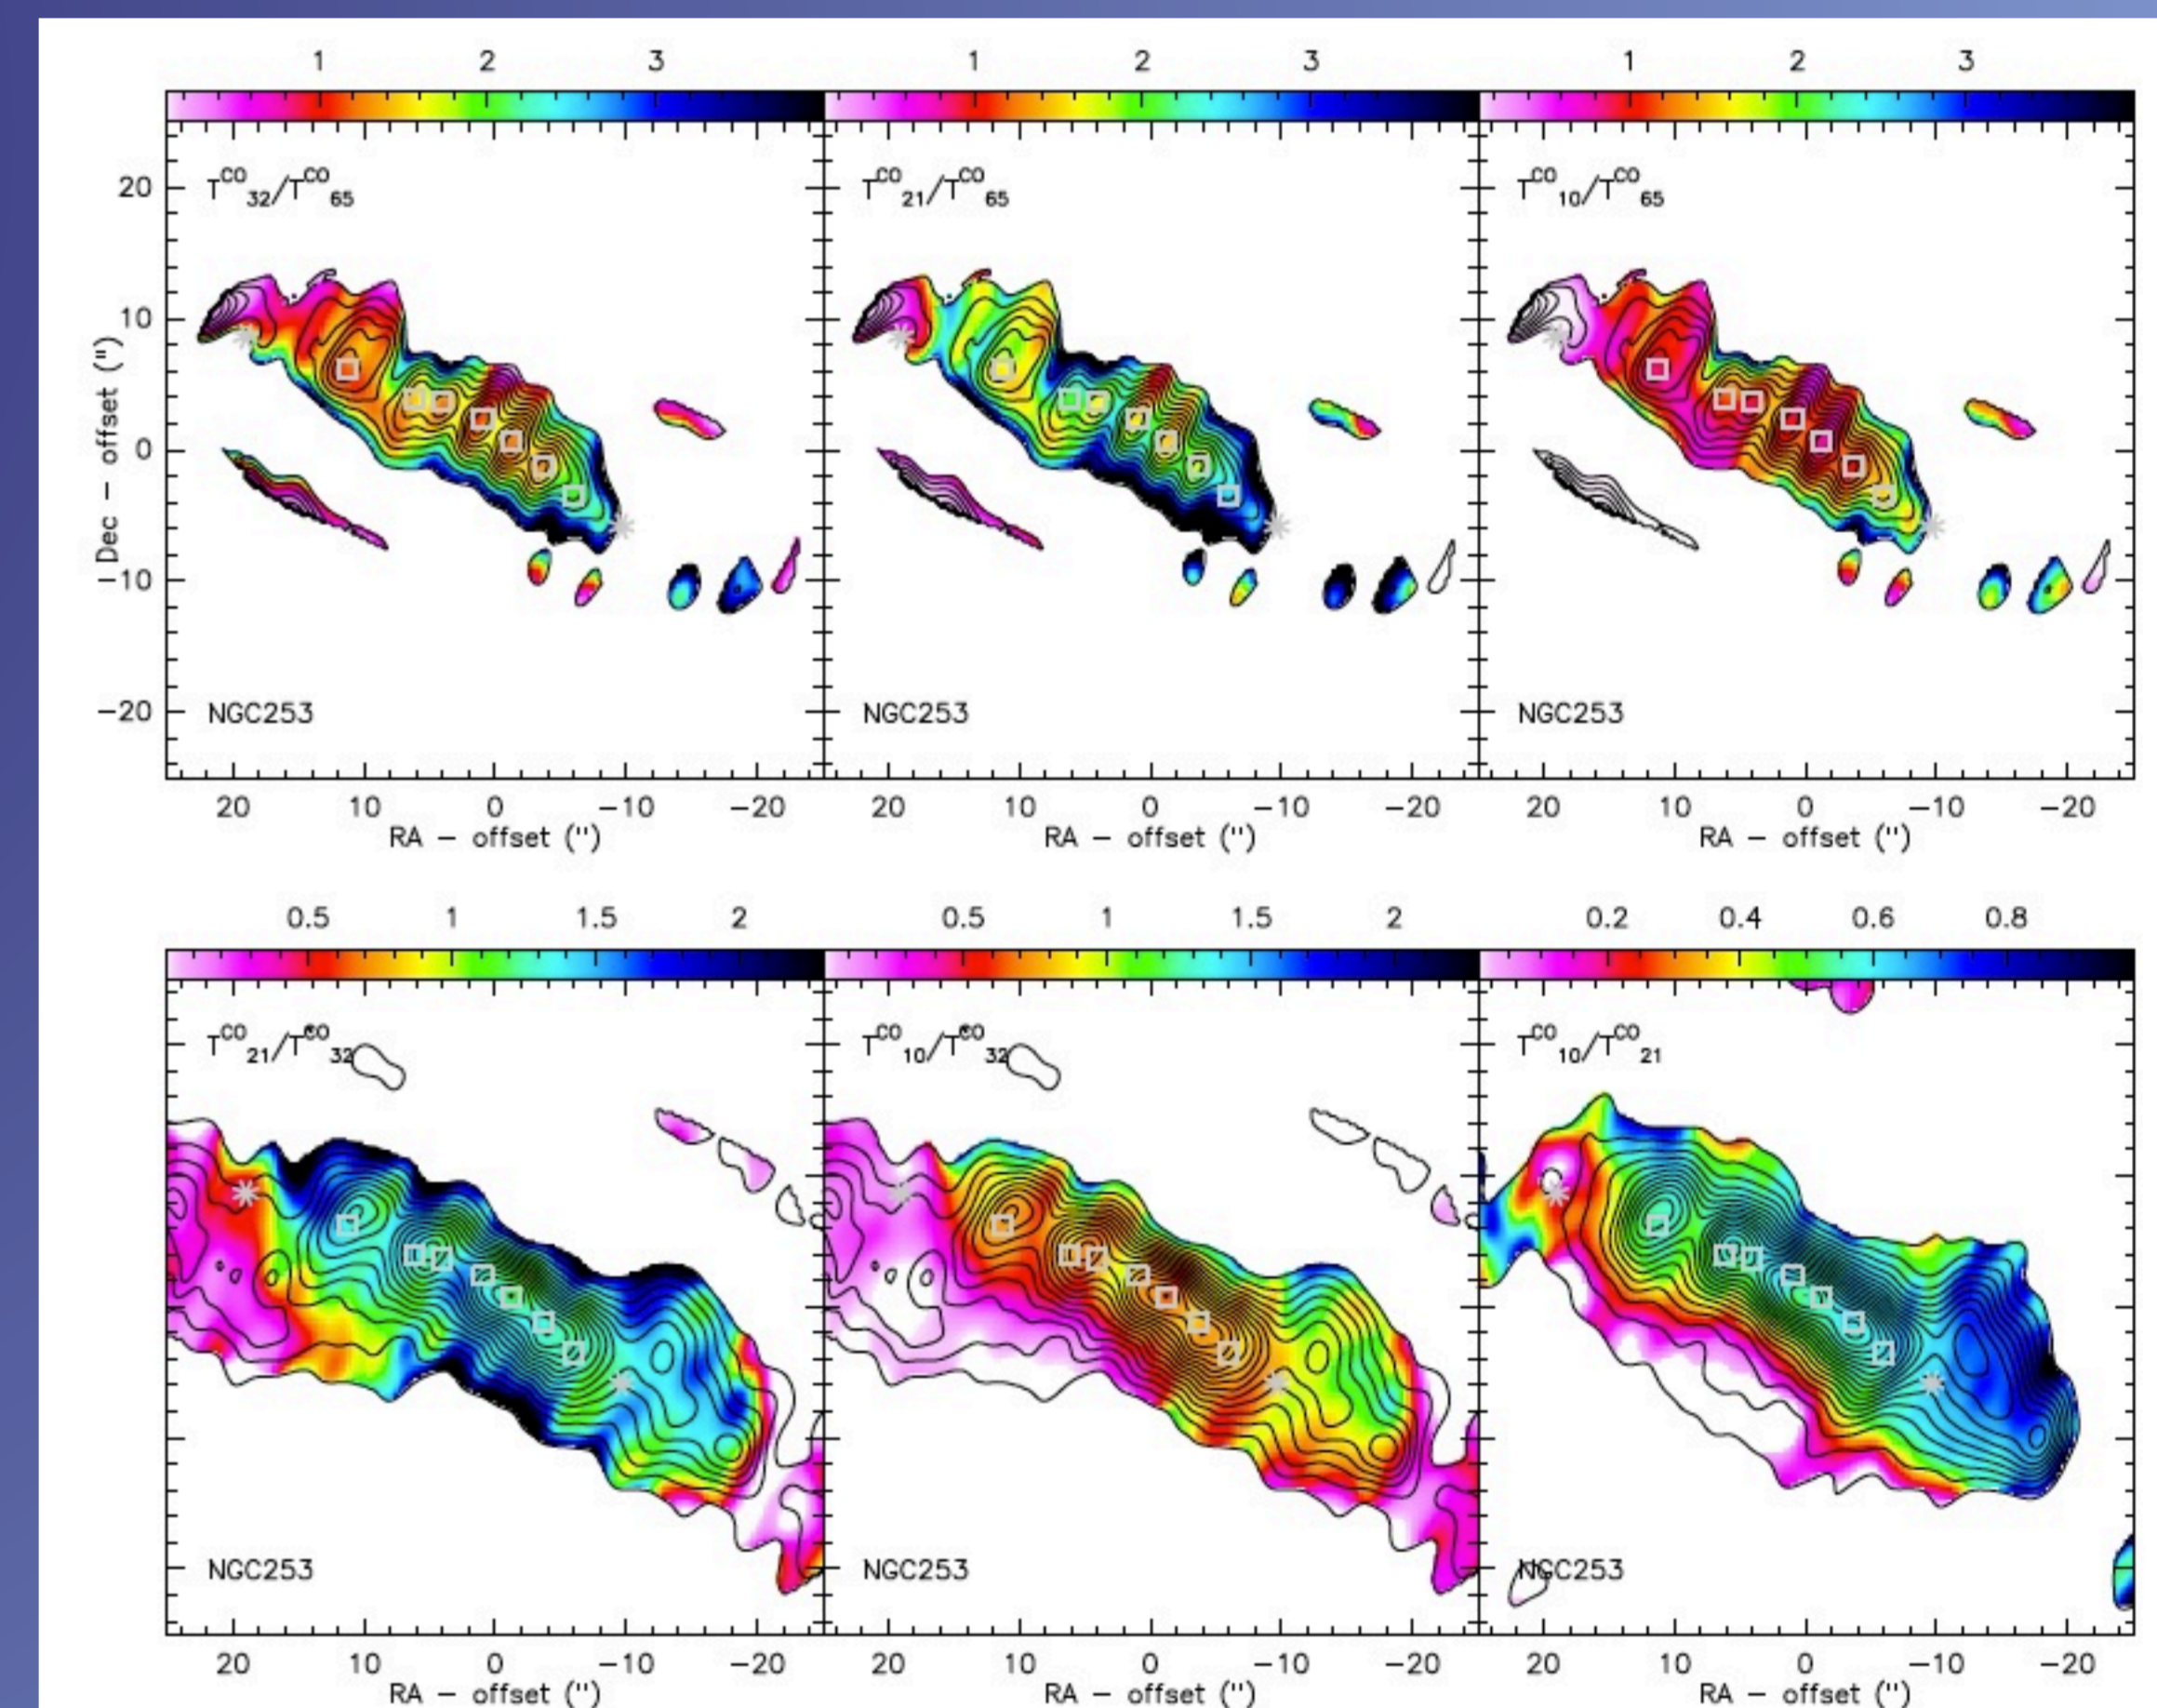 1 2 3 1 2 3 1 2 3
T^CO_32/T^CO_65 T^CO_21/T^CO_65 T^CO_10/T^CO_65
20
10
0
−10
−20
Dec − offset (")
NGC253 NGC253 NGC253
20 10 0 −10 −20 20 10 0 −10 −20 20 10 0 −10 −20
RA − offset (") RA − offset (") RA − offset (")
0.5 1 1.5 2 0.5 1 1.5 2 0.2 0.4 0.6 0.8
T^CO_21/T^CO_32 T^CO_10/T^CO_32 T^CO_10/T^CO_21
NGC253 NGC253 NGC253
20 10 0 −10 −20 20 10 0 −10 −20 20 10 0 −10 −20
RA − offset (") RA − offset (") RA − offset (")